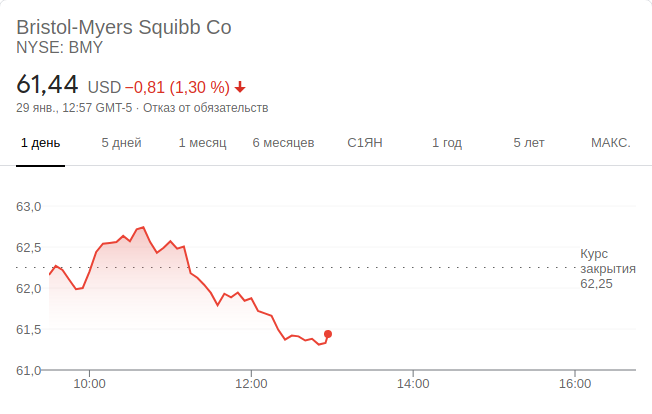 Bristol-Myers Squibb Co
NYSE: BMY
61,44 USD −0,81 (1,30 %)
29 янв., 12:57 GMT-5 · Отказ от обязательств
1 день 5 дней 1 месяц 6 месяцев С1ЯН 1 год 5 лет МАКС.
63,0
62,5
Курс
закрытия
62,25
62,0
61,5
61,0
10:00 12:00 14:00 16:00